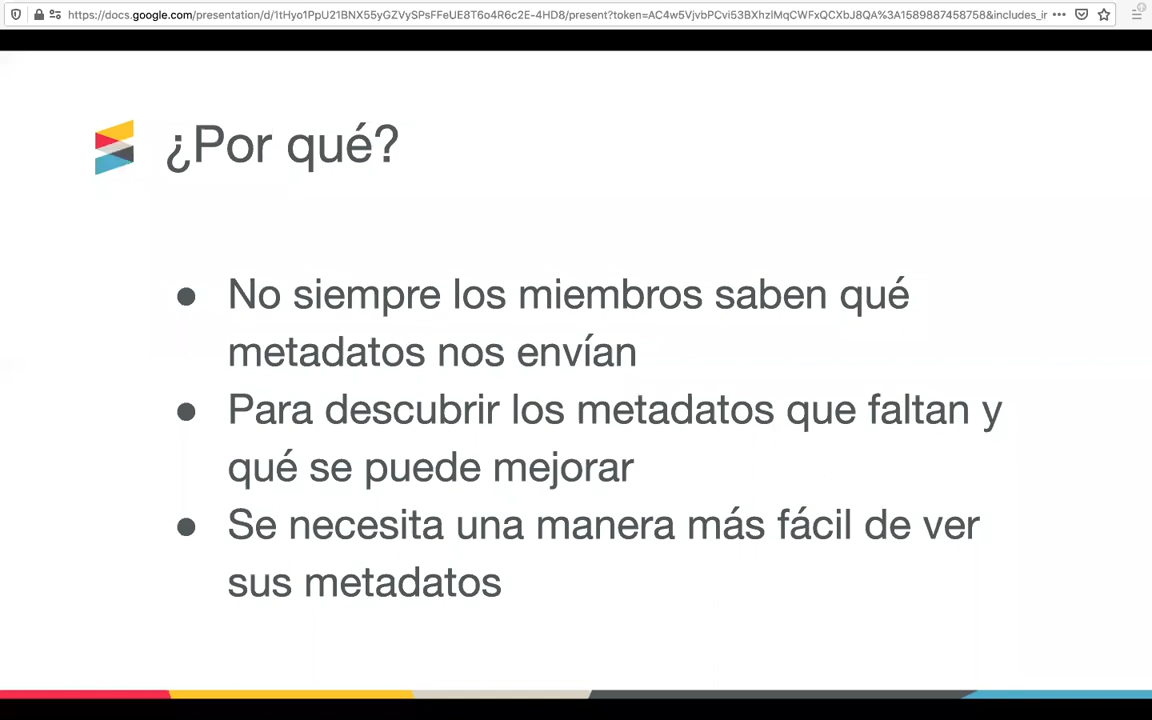 https://docs.google.com/presentation/d/1tHyo1PpU21BNX55yGZVySPsFFeUE8T6o4R6c2E-4HD8/present?token=AC4w5VjvbPCvi53BXhzlMqCWFxQCXbJ8QA%3A1589887458758&includes_ir
¿Por qué?
● No siempre los miembros saben qué
metadatos nos envían
● Para descubrir los metadatos que faltan y
qué se puede mejorar
● Se necesita una manera más fácil de ver
sus metadatos